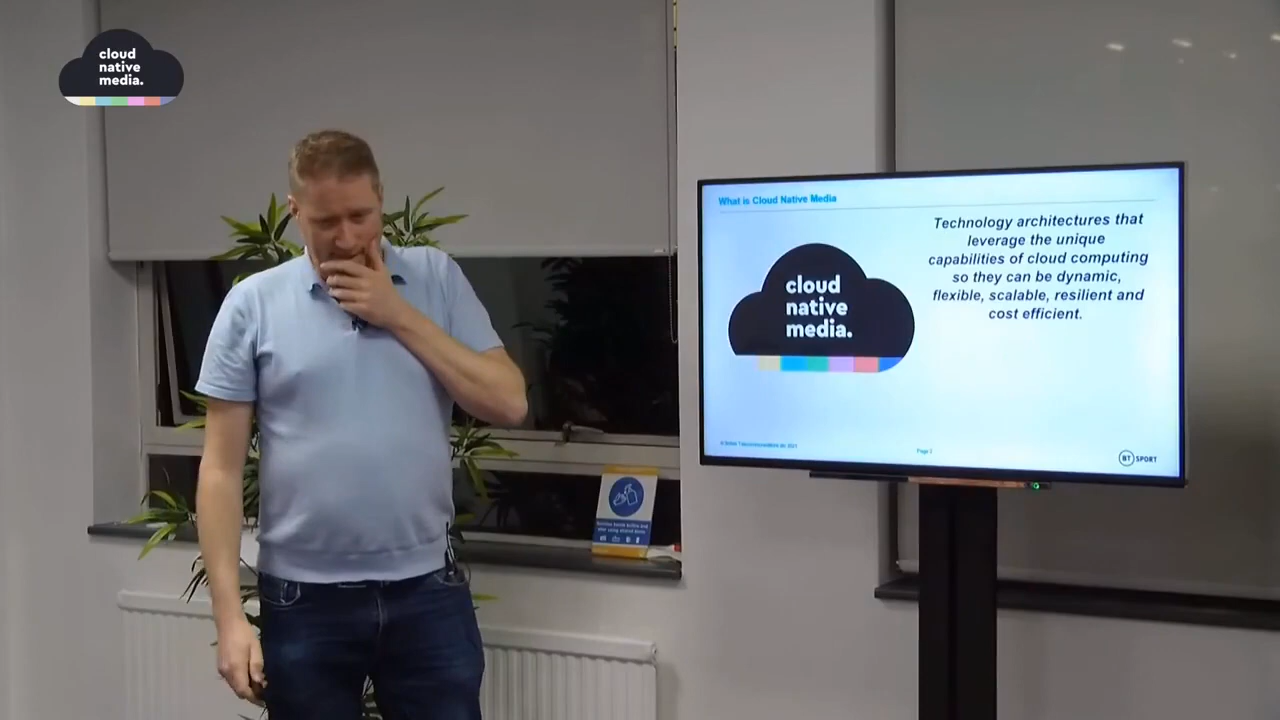 cloud
native
media.
What is Cloud Native Media
Technology architectures that
leverage the unique
capabilities of cloud computing
so they can be dynamic,
flexible, scalable, resilient and
cost efficient.
cloud
native
media.
Page
BT SPORT